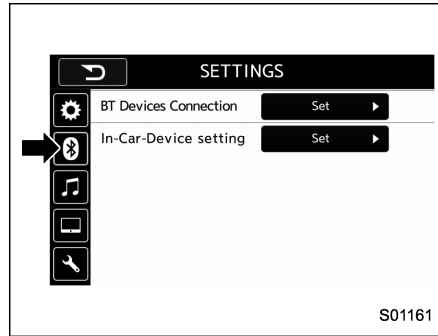 SETTINGS
BT Devices Connection Set
In-Car-Device setting Set
S01161